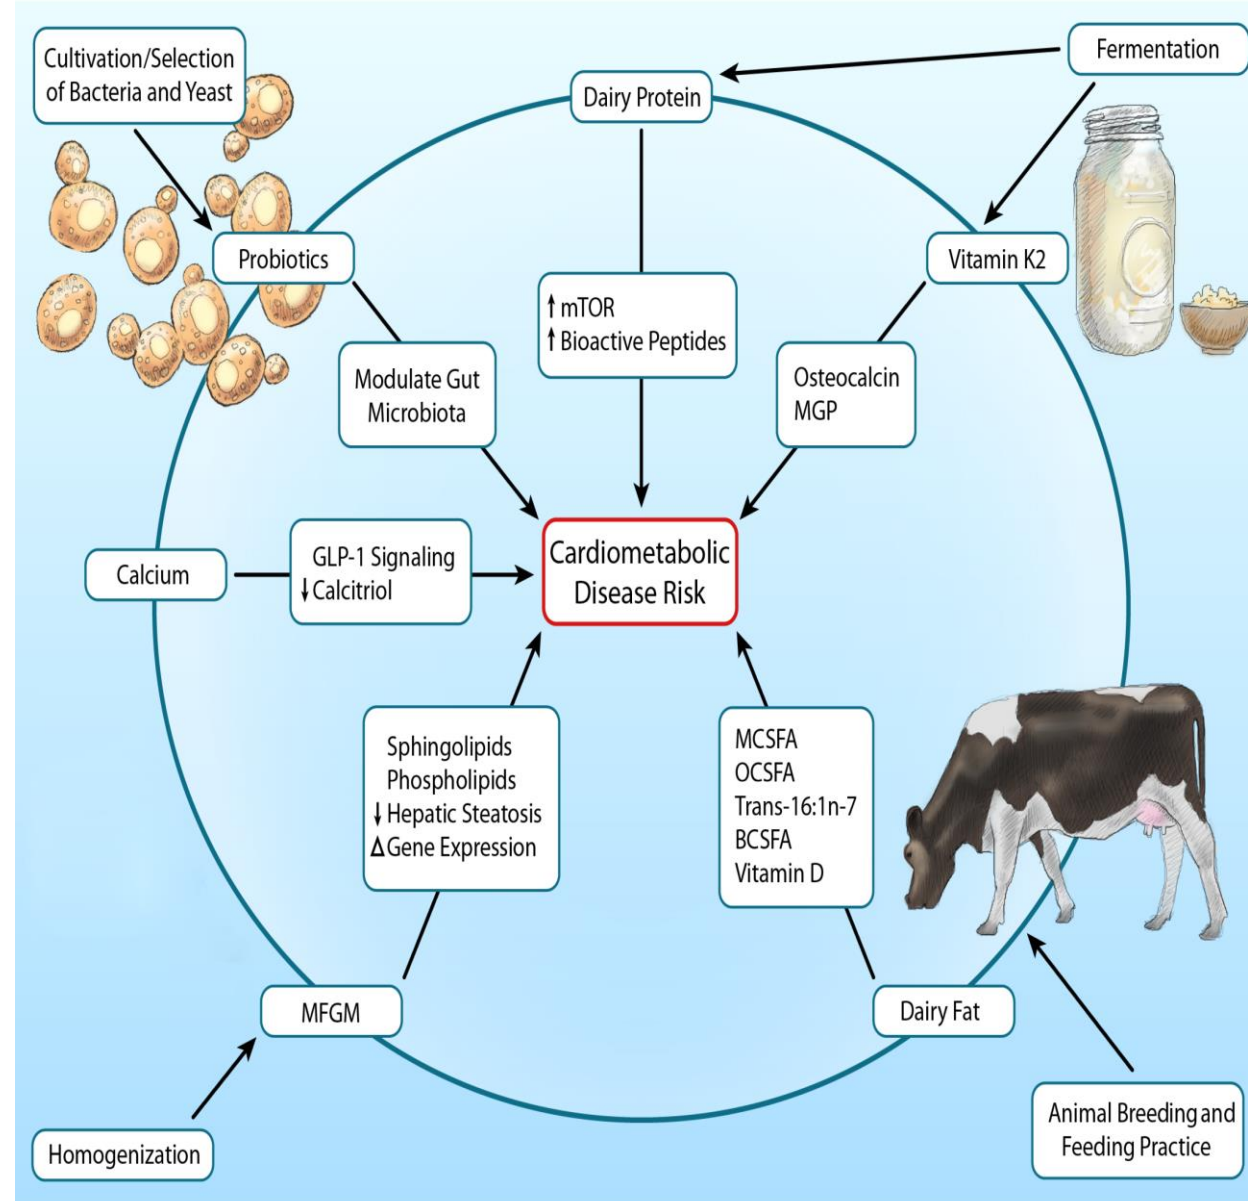 Cultivation/Selection
of Bacteria and Yeast
Fermentation
Dairy Protein
Probiotics
Vitamin K2
↑ mTOR
↑ Bioactive Peptides
Modulate Gut
Microbiota
Osteocalcin
MGP
Calcium
GLP-1 Signaling
↓ Calcitriol
Cardiometabolic
Disease Risk
Sphingolipids
Phospholipids
↓ Hepatic Steatosis
Δ Gene Expression
MCSFA
OCSFA
Trans-16:1n-7
BCSFA
Vitamin D
MFGM
Dairy Fat
Homogenization
Animal Breeding and
Feeding Practice